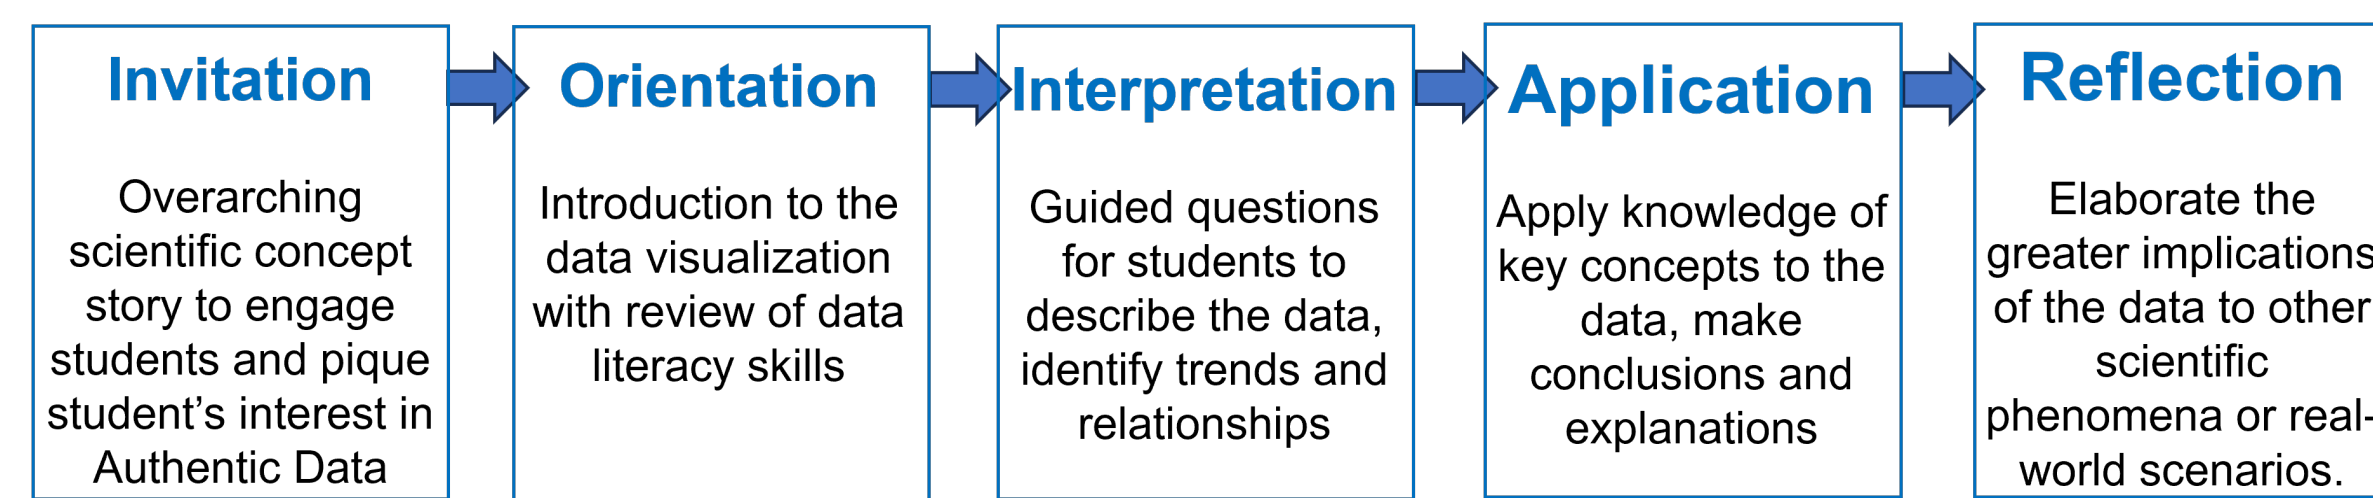 Invitation
Overarching
scientific concept
story to engage
students and pique
student’s interest in
Authentic Data
Orientation
Introduction to the
data visualization
with review of data
literacy skills
Interpretation
Guided questions
for students to
describe the data,
identify trends and
relationships
Application
Apply knowledge of
key concepts to the
data, make
conclusions and
explanations
Reflection
Elaborate the
greater implications
of the data to other
scientific
phenomena or real-
world scenarios.